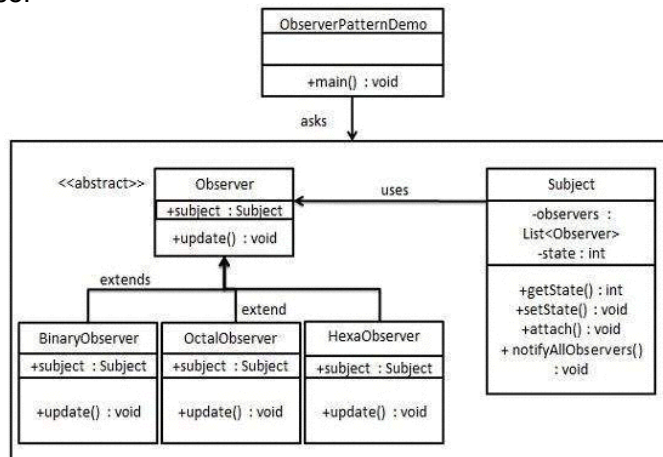 ObserverPatternDemo
+main() : void
asks
<<abstract>>
Observer
+subject : Subject
+update() : void
uses
Subject
-observers :
List<Observer>
-state : int
+getState() : int
+setState() : void
+attach() : void
+ notifyAllObservers()
: void
extends
extend
BinaryObserver
+subject : Subject
+update() : void
OctalObserver
+subject : Subject
+update() : void
HexaObserver
+subject : Subject
+update() : void